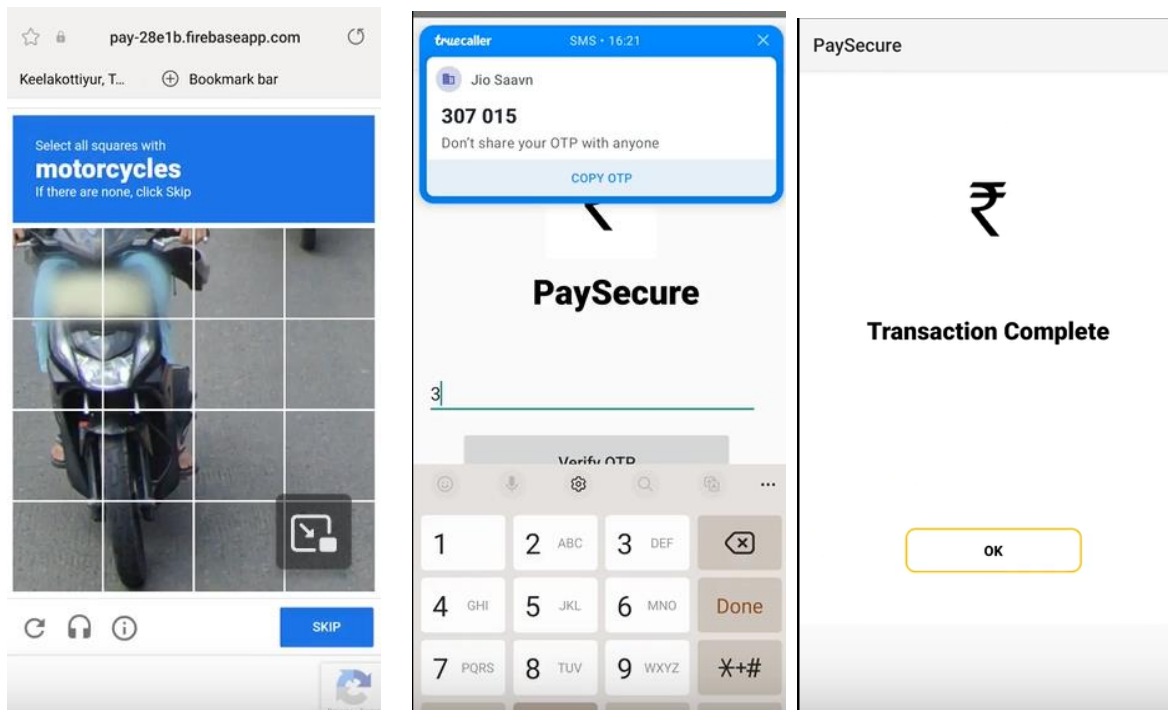 pay-28e1b.firebaseapp.com
Keelakottiyur, T...
Bookmark bar
Select all squares with
motorcycles
If there are none, click Skip
SKIP
truecaller
SMS • 16:21
Jio Saavn
307 015
Don't share your OTP with anyone
COPY OTP
₹
PaySecure
3
Verify OTP
1
2 ABC
3 DEF
4 GHI
5 JKL
6 MNO
Done
7 PQRS
8 TUV
9 WXYZ
*+#
PaySecure
₹
Transaction Complete
OK